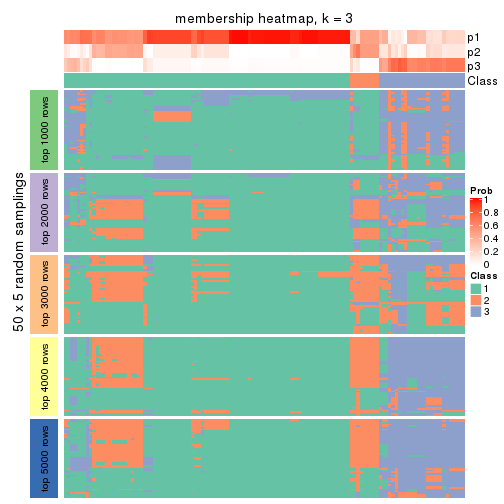 membership heatmap, k = 3
p1
p2
p3
Class
50 x 5 random samplings
top 1000 rows
top 2000 rows
top 3000 rows
top 4000 rows
top 5000 rows
Prob
1
0.8
0.6
0.4
0.2
0
Class
1
2
3